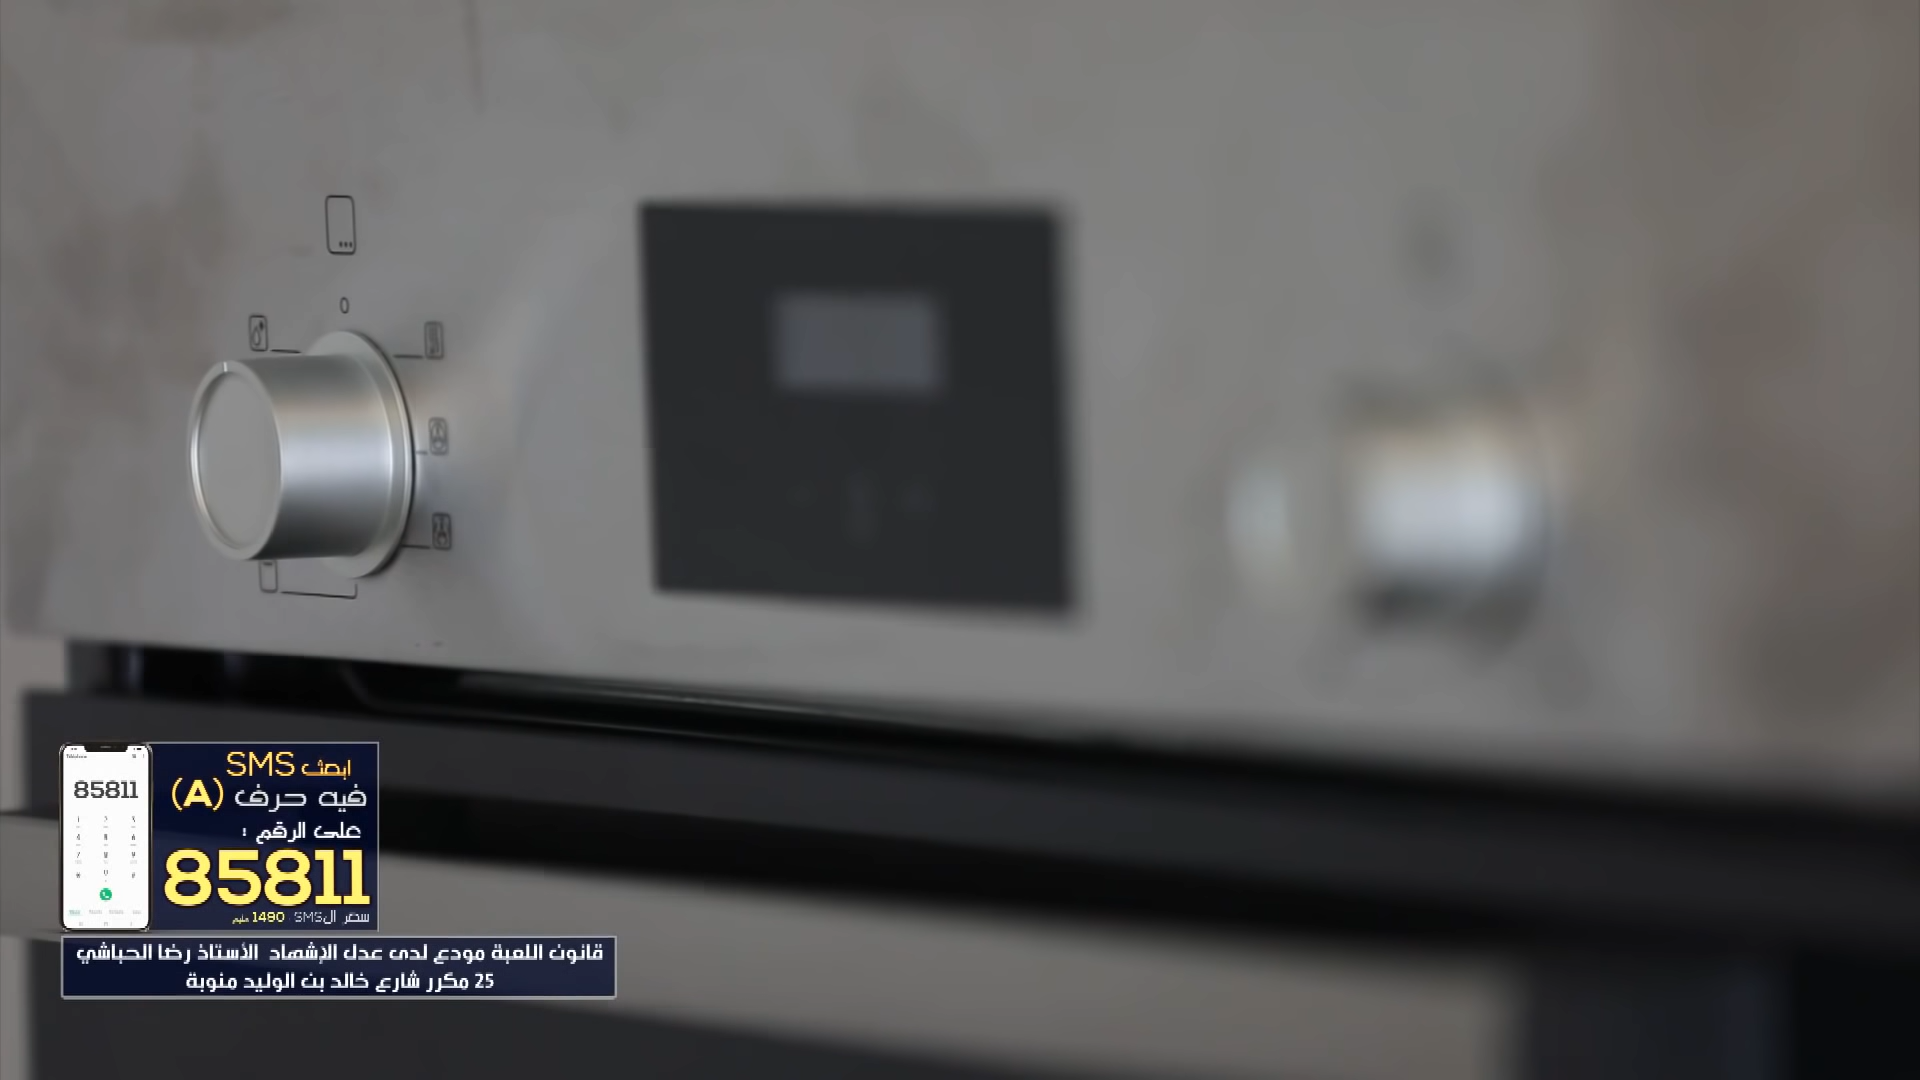 0
ابعث SMS
85811
فيه حرف (A)
على الرقم :
85811
سعر الSMS : 1490 مليم
قانون اللعبة مودع لدى عدل الإشهاد الأستاذ رضا الحباشي
25 مكرر شارع خالد بن الوليد منوبة